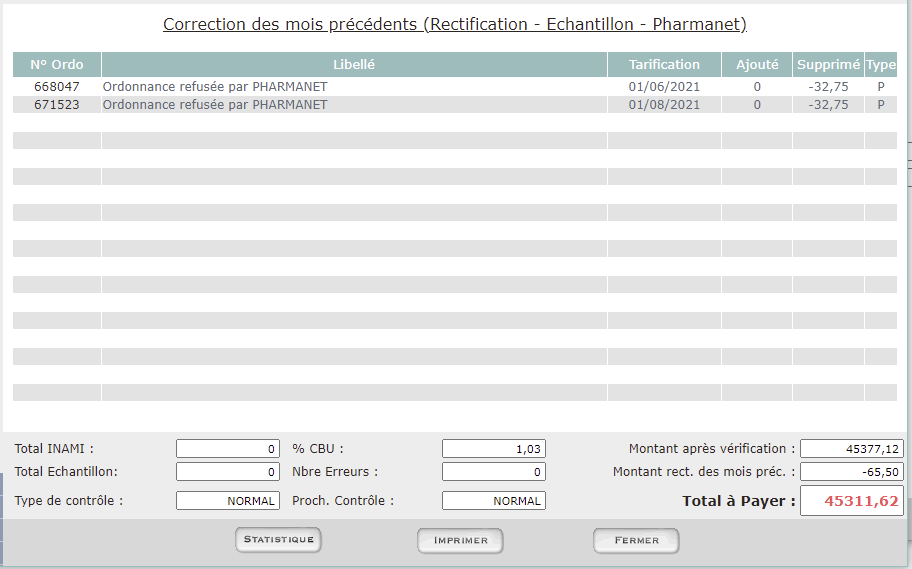 Correction des mois précédents (Rectification - Echantillon - Pharmanet)
Nº Ordo Libellé Tarification Ajouté Supprimé Type
668047 Ordonnance refusée par PHARMANET 01/06/2021 0 -32,75 P
671523 Ordonnance refusée par PHARMANET 01/08/2021 0 -32,75 P
Total INAMI : 0 % CBU : 1,03 Montant après vérification : 45377,12
Total Echantillon: 0 Nbre Erreurs : 0 Montant rect. des mois préc. : -65,50
Type de contrôle : NORMAL Proch. Contrôle : NORMAL Total à Payer : 45311,62
STATISTIQUE IMPRIMER FERMER